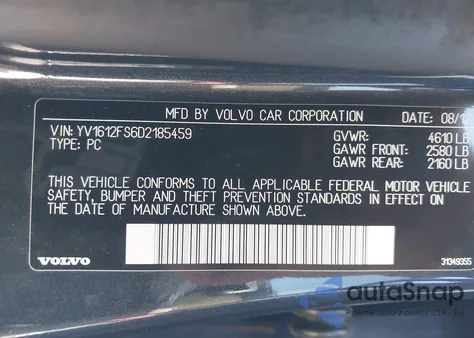 MFD BY VOLVO CAR CORPORATION DATE: 08/1
VIN: YV1612FS6D2185459 GVWR: 4610 LB
TYPE: PC GAWR FRONT: 2580 LB
GAWR REAR: 2160 LB
THIS VEHICLE CONFORMS TO ALL APPLICABLE FEDERAL MOTOR VEHICLE
SAFETY, BUMPER AND THEFT PREVENTION STANDARDS IN EFFECT ON
THE DATE OF MANUFACTURE SHOWN ABOVE.
VOLVO 31349355
autoSnap